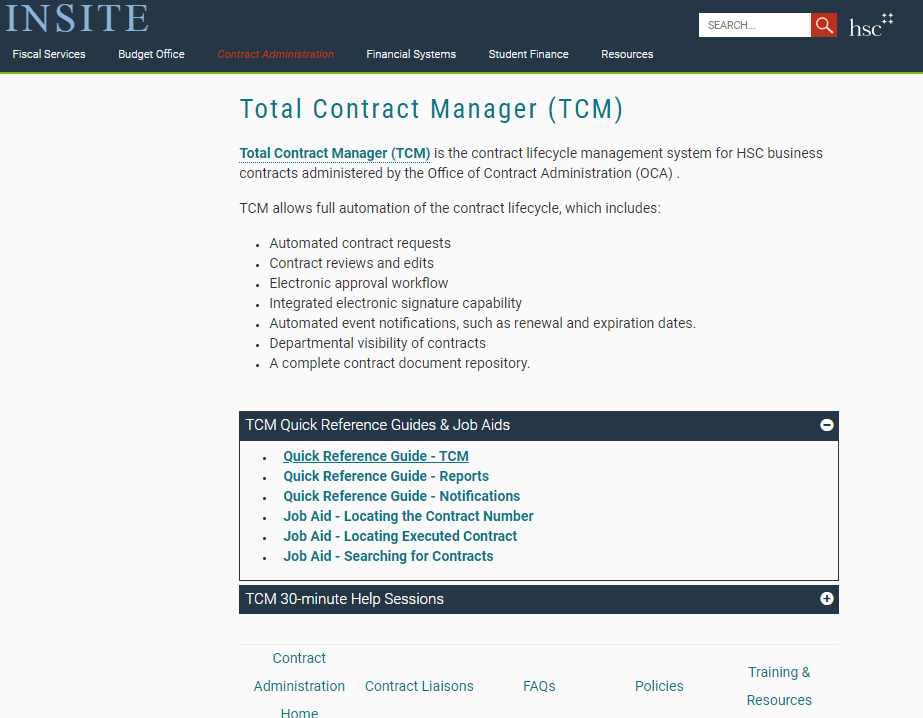 INSITE
SEARCH...
hsc
Fiscal Services
Budget Office
Contract Administration
Financial Systems
Student Finance
Resources
Total Contract Manager (TCM)
Total Contract Manager (TCM) is the contract lifecycle management system for HSC business
contracts administered by the Office of Contract Administration (OCA) .
TCM allows full automation of the contract lifecycle, which includes:
Automated contract requests
Contract reviews and edits
Electronic approval workflow
Integrated electronic signature capability
Automated event notifications, such as renewal and expiration dates.
Departmental visibility of contracts
A complete contract document repository.
TCM Quick Reference Guides & Job Aids
Quick Reference Guide - TCM
Quick Reference Guide - Reports
Quick Reference Guide - Notifications
Job Aid - Locating the Contract Number
Job Aid - Locating Executed Contract
Job Aid - Searching for Contracts
TCM 30-minute Help Sessions
Contract
Administration
Home
Contract Liaisons
FAQs
Policies
Training &
Resources